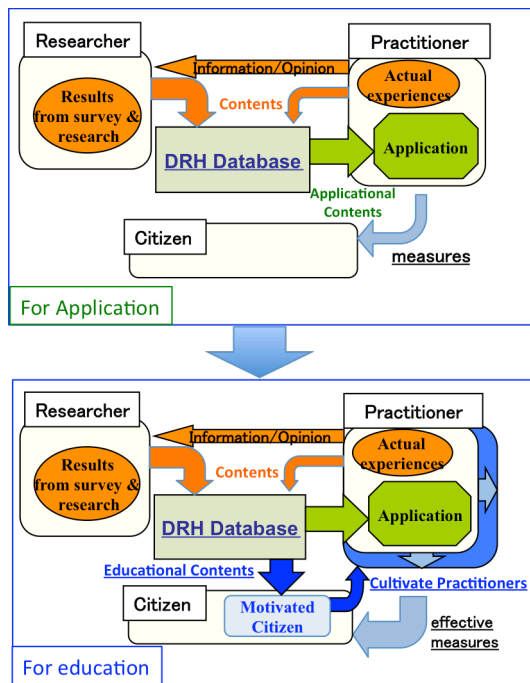 Researcher
Practitioner
Information/Opinion
Results
from survey &
research
Actual
experiences
Contents
DRH Database
Application
Applicational
Contents
Citizen
measures
For Application
Researcher
Practitioner
Information/Opinion
Results
from survey &
research
Actual
experiences
Contents
DRH Database
Application
Educational Contents
Cultivate Practitioners
Citizen
Motivated
Citizen
effective
measures
For education